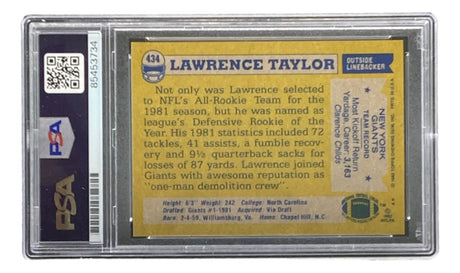 434
LAWRENCE TAYLOR
OUTSIDE
LINEBACKER
Not only was Lawrence selected
to NFL's All-Rookie Team for the
1981 season, but he was named as
league's Defensive Rookie of the
Year. His 1981 statistics included 72
tackles, 41 assists, a fumble recovery
and 9½ quarterback sacks for
losses of 87 yards. Lawrence joined
Giants with awesome reputation as
"one-man demolition crew".
Height: 6'3" Weight: 242 College: North Carolina
Drafted: Giants #1-1981 Acquired: Via Draft
Born: 2-4-59, Williamsburg, Va. Home: Chapel Hill, N.C.
NEW YORK
GIANTS
TEAM RECORD
Most Kickoff Return
Yardage, Career: 3,163
Clarence Childs
PSA
PSA
85453734